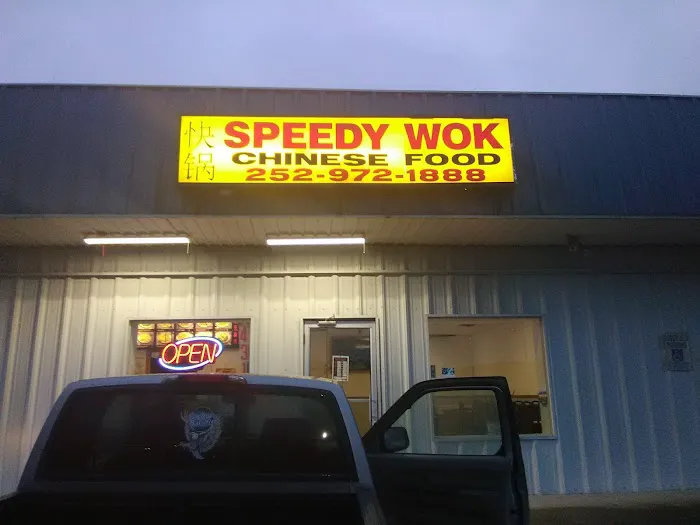 快锅
SPEEDY WOK
CHINESE FOOD
252-972-1888
OPEN